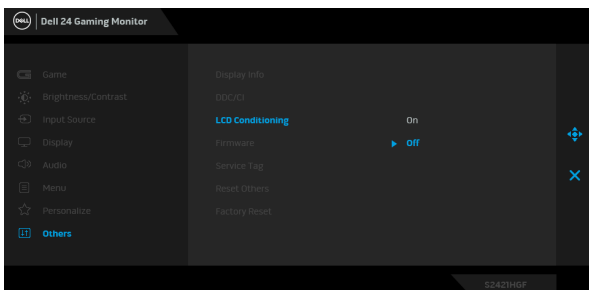 DELL
Dell 24 Gaming Monitor
Game
Brightness/Contrast
Input Source
Display
Audio
Menu
Personalize
Others
Display Info
DDC/CI
LCD Conditioning
Firmware
Service Tag
Reset Others
Factory Reset
On
Off
S2421HGF